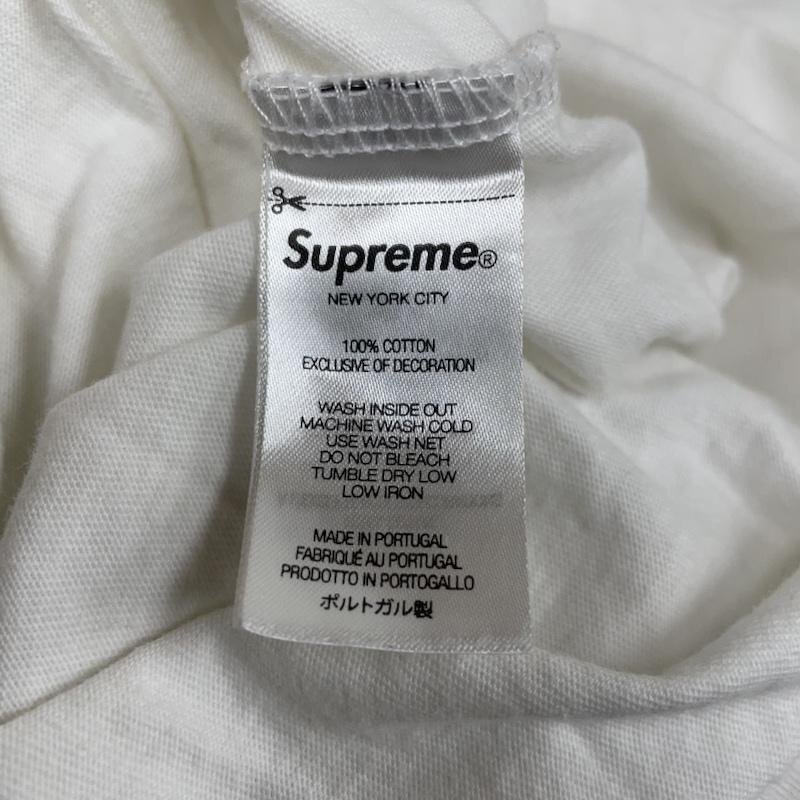 Supreme®
NEW YORK CITY
100% COTTON
EXCLUSIVE OF DECORATION
WASH INSIDE OUT
MACHINE WASH COLD
USE WASH NET
DO NOT BLEACH
TUMBLE DRY LOW
LOW IRON
MADE IN PORTUGAL
FABRIQUÉ AU PORTUGAL
PRODOTTO IN PORTOGALLO
ポルトガル製